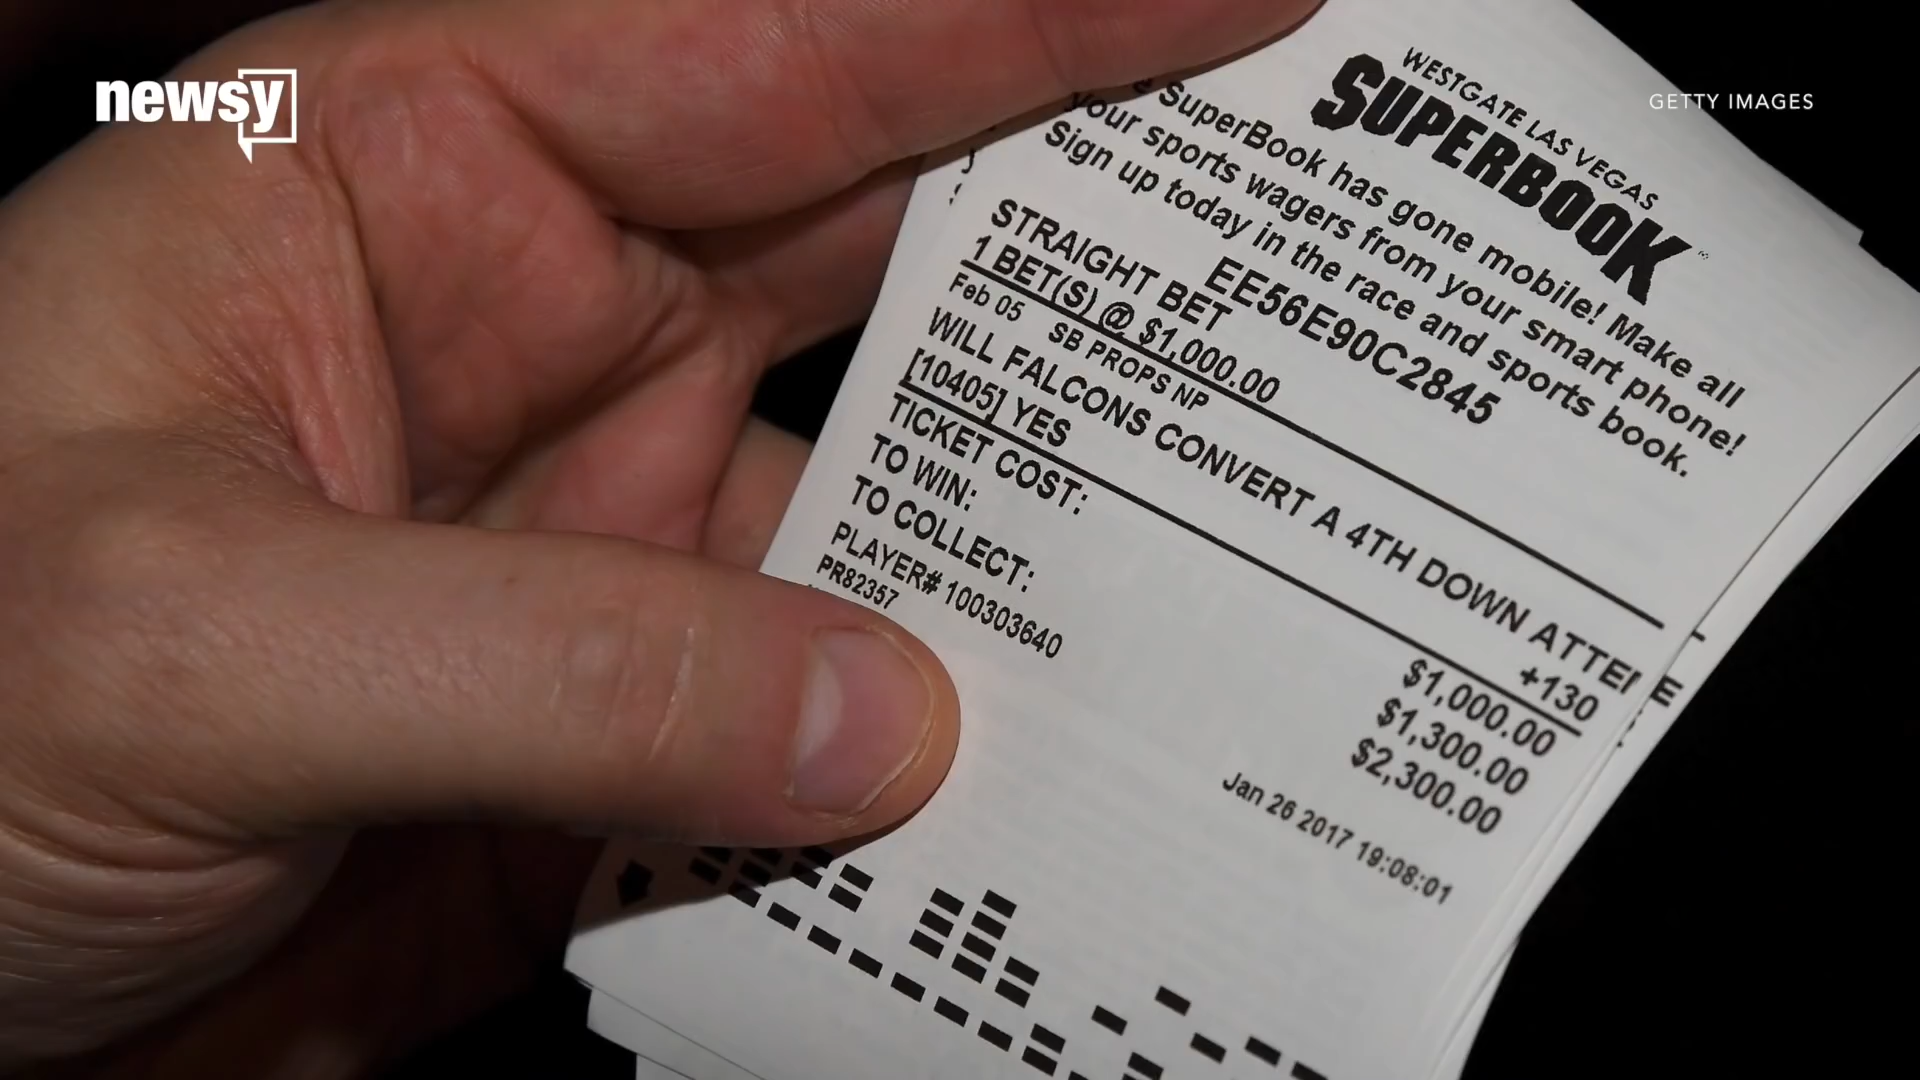 newsy
GETTY IMAGES
WESTGATE LAS VEGAS
SUPERBOOK
SuperBook has gone mobile! Make all
your sports wagers from your smart phone!
Sign up today in the race and sports book.
EE56E90C2845
STRAIGHT BET
1 BET(S) @ $1,000.00
Feb 05 SB PROPS NP
WILL FALCONS CONVERT A 4TH DOWN ATTEM
[10405] YES +130
TICKET COST: $1,000.00
TO WIN: $1,300.00
TO COLLECT: $2,300.00
PLAYER# 100303640
PR82357
Jan 26 2017 19:08:01